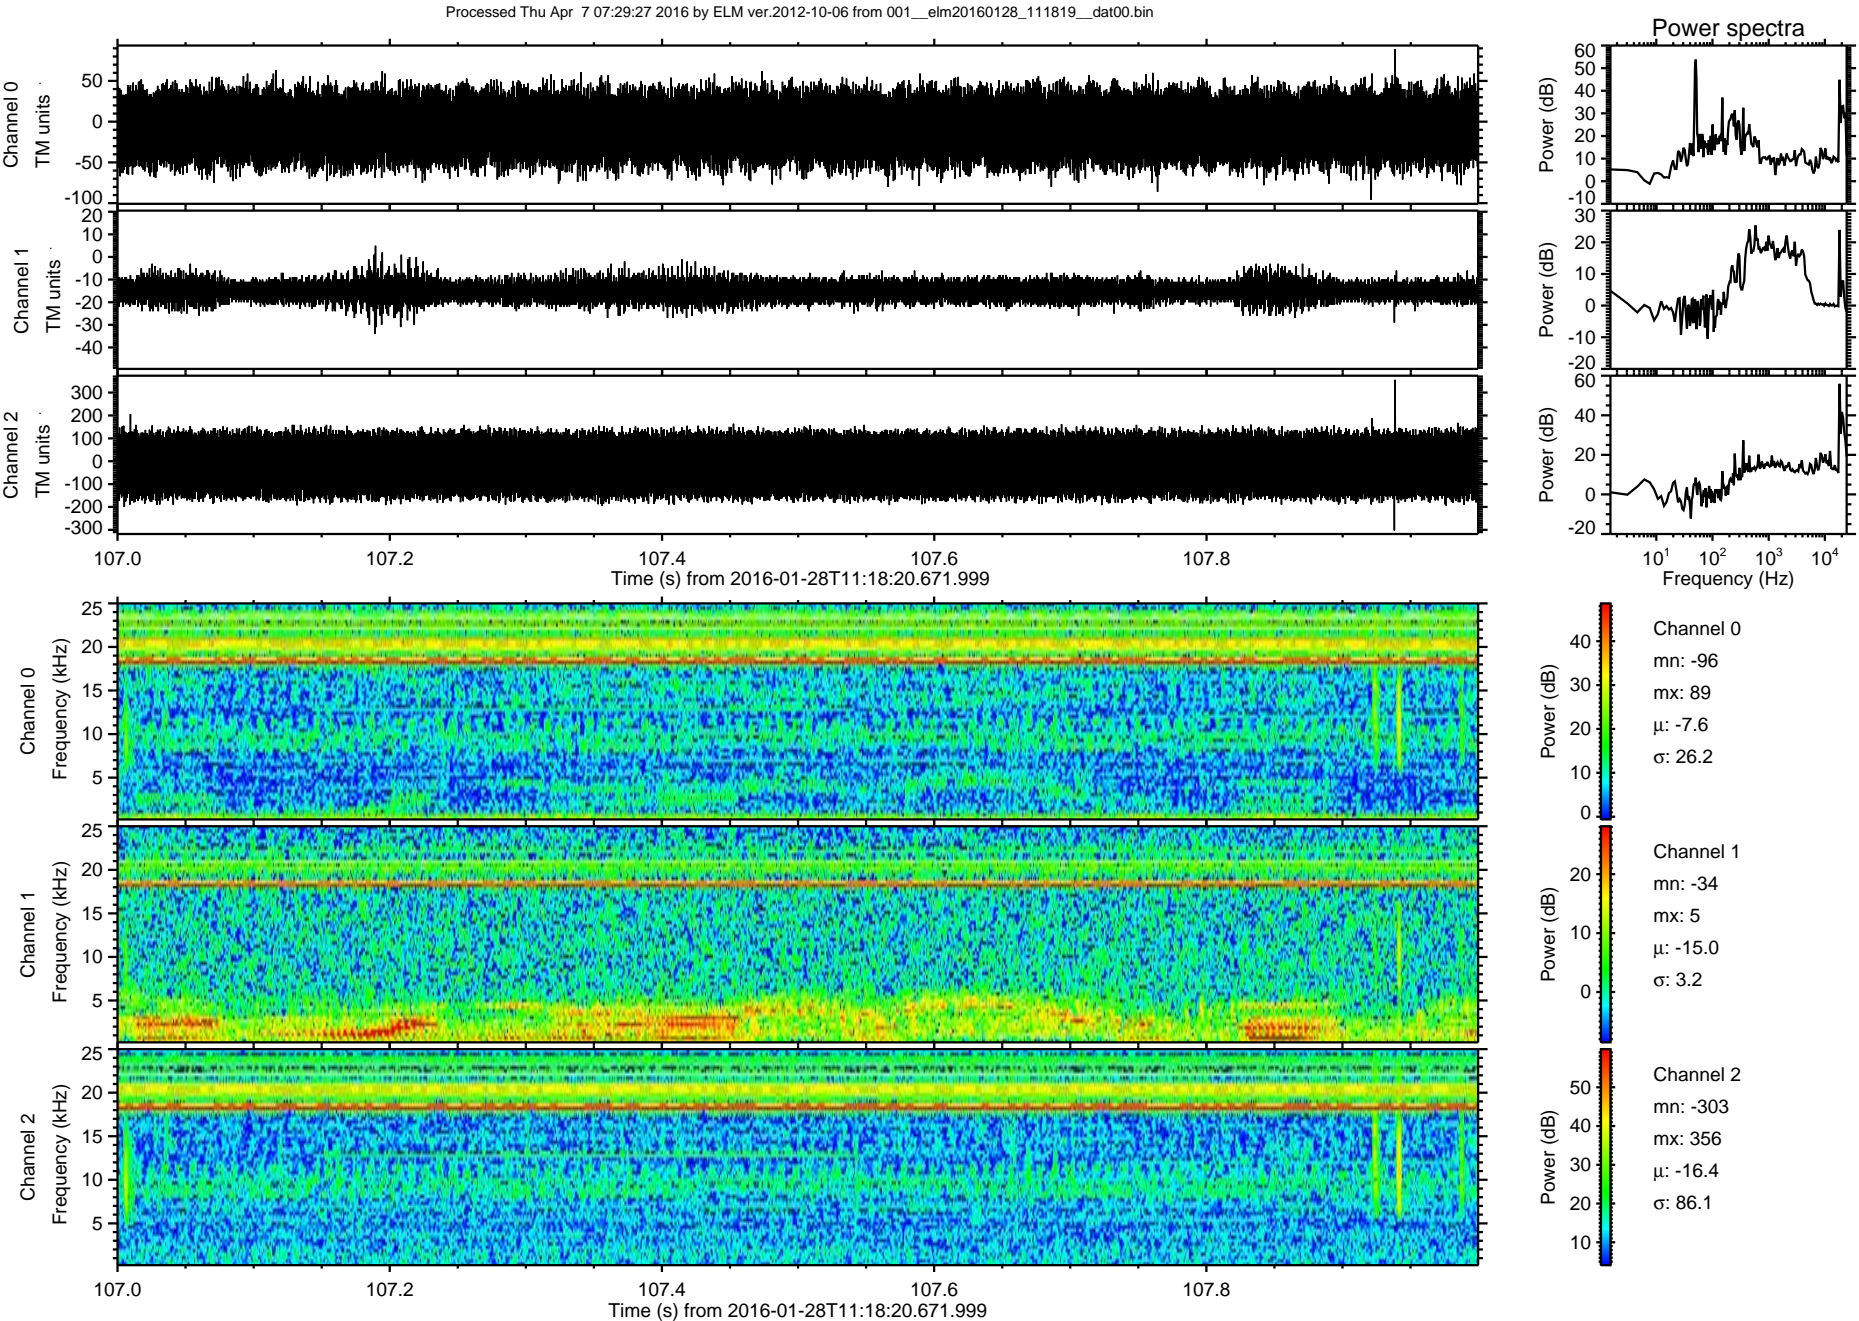 Processed Thu Apr 7 07:29:27 2016 by ELM ver.2012-10-06 from 001__elm20160128_111819__dat00.bin
Power spectra
Channel 0
TM units
50
0
-50
-100
Power (dB)
60
50
40
30
20
10
0
-10
Channel 1
TM units
20
10
0
-10
-20
-30
-40
Power (dB)
30
20
10
0
-10
-20
Channel 2
TM units
300
200
100
0
-100
-200
-300
Power (dB)
60
40
20
0
-20
107.0 107.2 107.4 107.6 107.8
Time (s) from 2016-01-28T11:18:20.671.999
10^1 10^2 10^3 10^4
Frequency (Hz)
Channel 0
Frequency (kHz)
25
20
15
10
5
Power (dB)
40
30
20
10
0
Channel 0
mn: -96
mx: 89
μ: -7.6
σ: 26.2
Channel 1
Frequency (kHz)
25
20
15
10
5
Power (dB)
20
10
0
Channel 1
mn: -34
mx: 5
μ: -15.0
σ: 3.2
Channel 2
Frequency (kHz)
25
20
15
10
5
Power (dB)
50
40
30
20
10
Channel 2
mn: -303
mx: 356
μ: -16.4
σ: 86.1
107.0 107.2 107.4 107.6 107.8
Time (s) from 2016-01-28T11:18:20.671.999